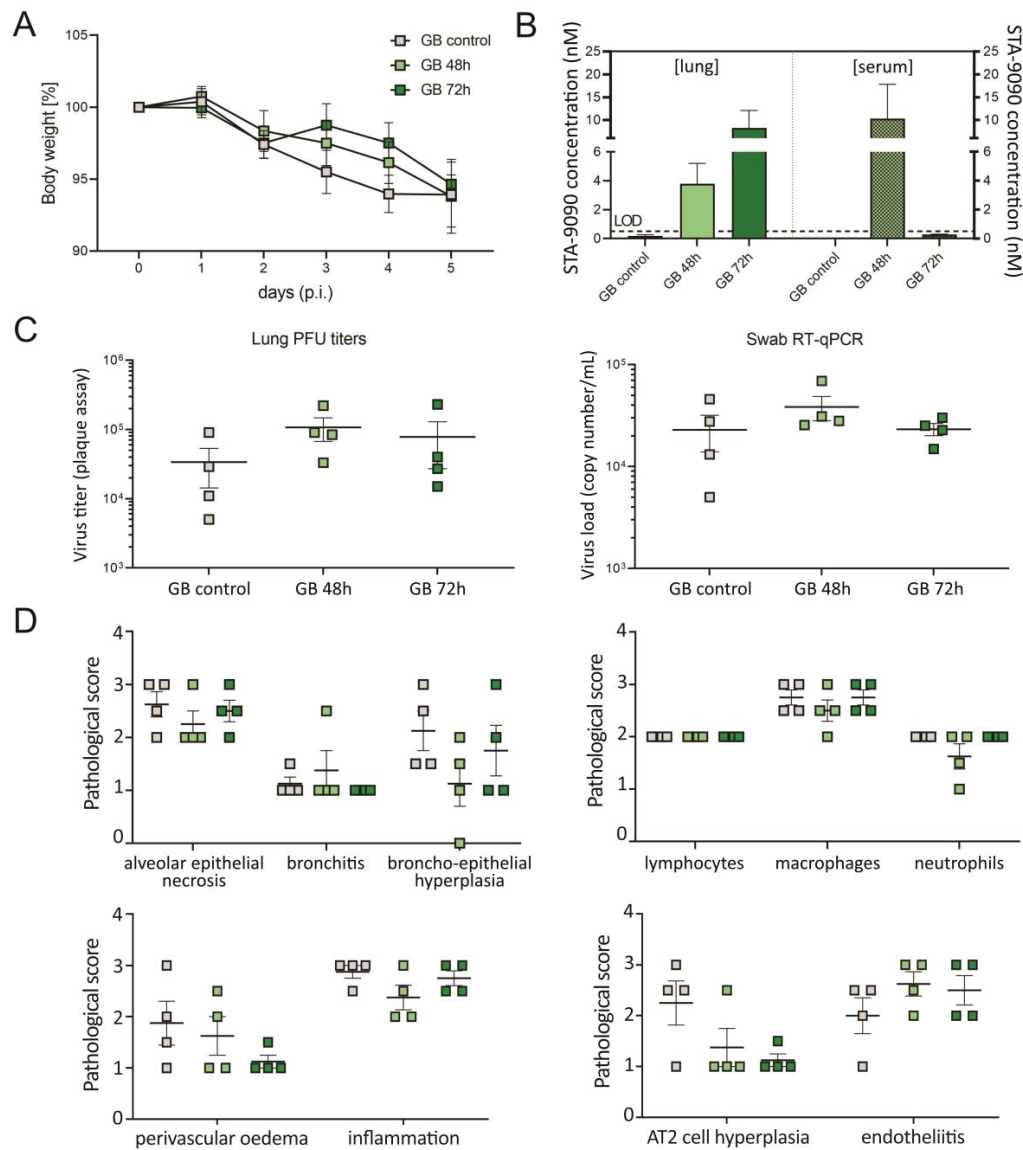 A
105
100
95
90
Body weight [%]
GB control
GB 48h
GB 72h
0 1 2 3 4 5
days (p.i.)
B
STA-9090 concentration (nM)
25
20
15
10
6
4
2
0
[lung]
[serum]
LOD
25
20
15
10
6
4
2
0
STA-9090 concentration (nM)
GB control
GB 48h
GB 72h
GB control
GB 48h
GB 72h
C
Lung PFU titers
Virus titer (plaque assay)
10⁶
10⁵
10⁴
10³
GB control GB 48h GB 72h
Swab RT-qPCR
Virus load (copy number/mL)
10⁵
10⁴
10³
GB control GB 48h GB 72h
D
Pathological score
4
3
2
1
0
alveolar epithelial
necrosis
bronchitis
broncho-epithelial
hyperplasia
Pathological score
4
3
2
1
0
lymphocytes macrophages neutrophils
Pathological score
4
3
2
1
0
perivascular oedema inflammation
Pathological score
4
3
2
1
0
AT2 cell hyperplasia endotheliitis